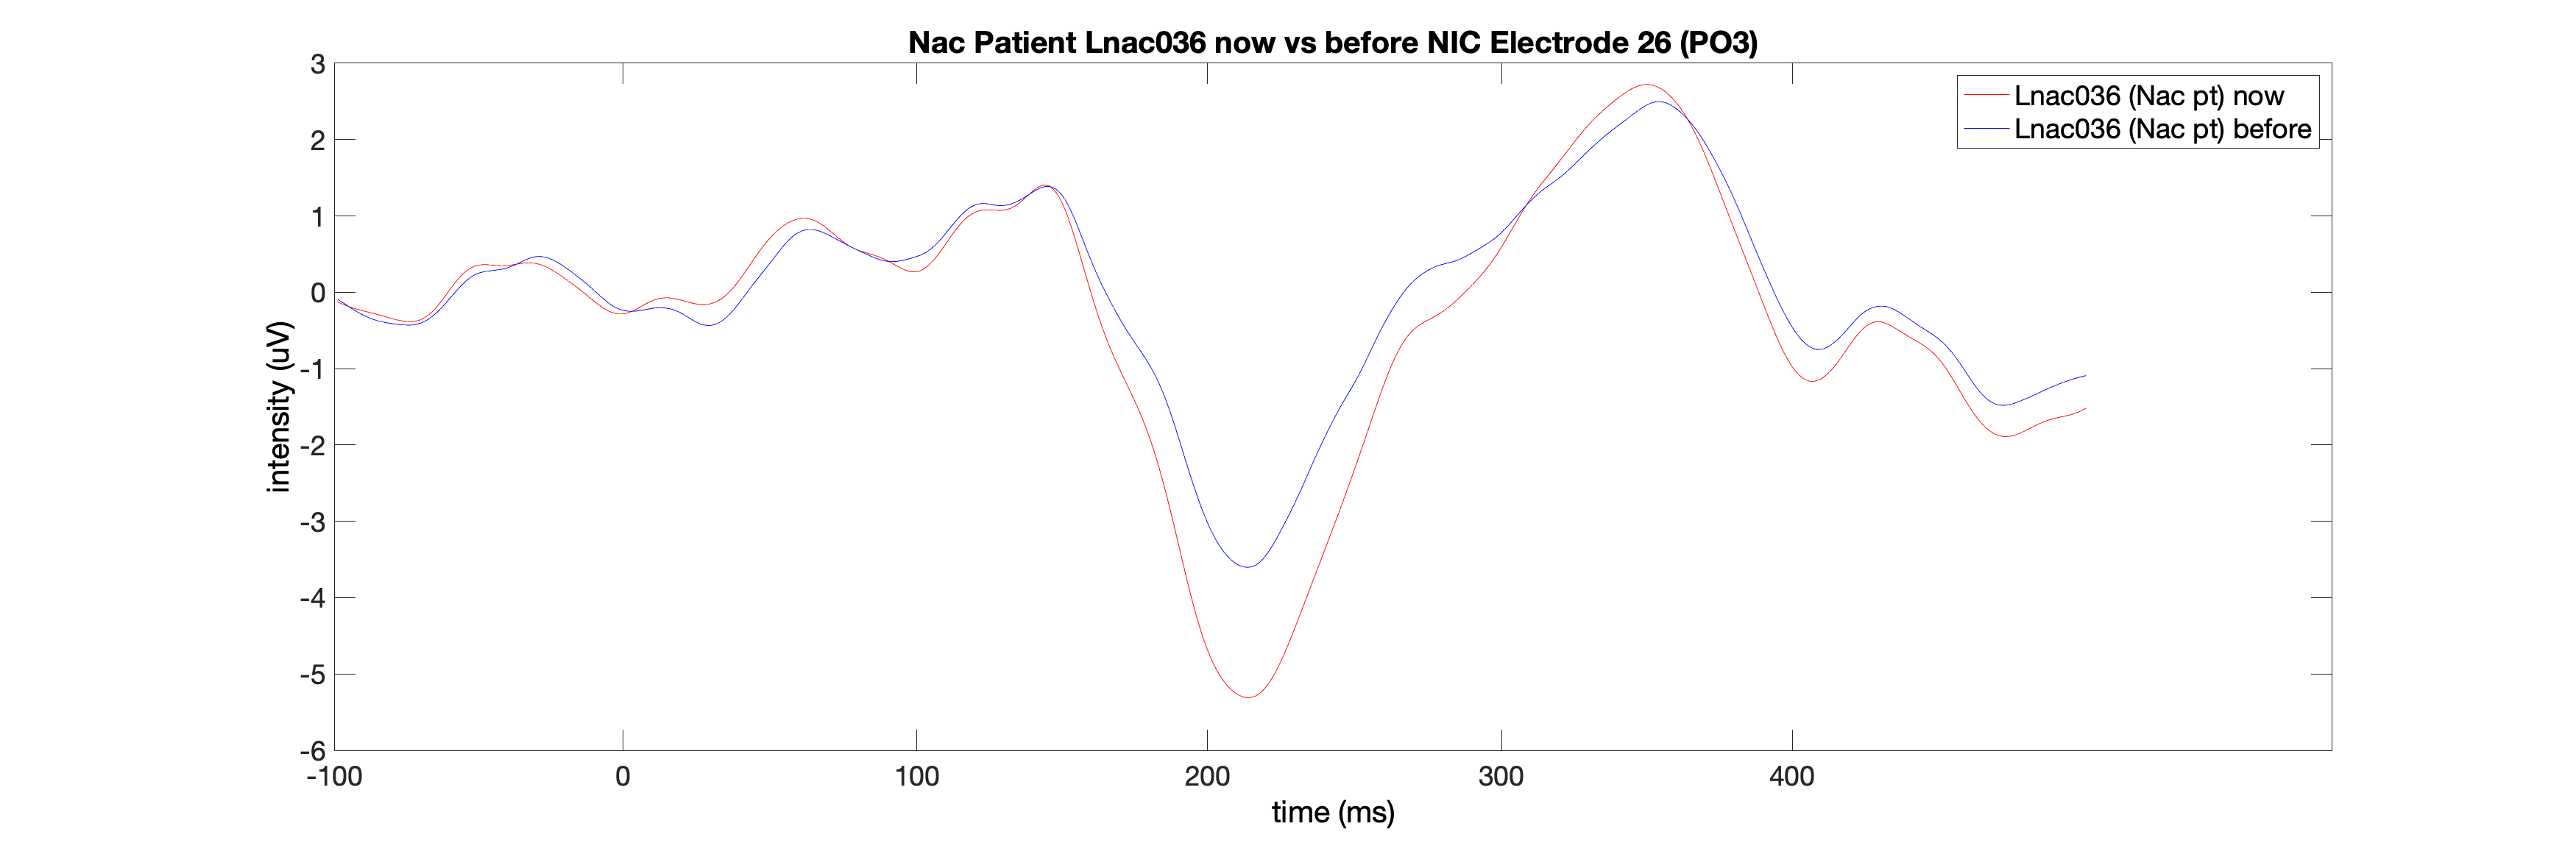 Nac Patient Lnac036 now vs before NIC Electrode 26 (PO3)
Lnac036 (Nac pt) now
Lnac036 (Nac pt) before
intensity (uV)
3
2
1
0
-1
-2
-3
-4
-5
-6
-100 0 100 200 300 400
time (ms)